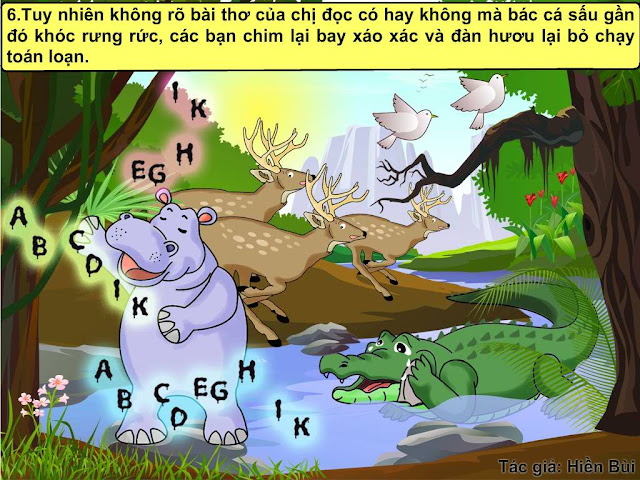 6.Tuy nhiên không rõ bài thơ của chị đọc có hay không mà bác cá sấu gần
đó khóc rưng rức, các bạn chim lại bay xáo xác và đàn hươu lại bỏ chạy
toán loạn.
I K
H
EG
A B C D I K
A B C D EG H I K
Tác giả: Hiền Bùi